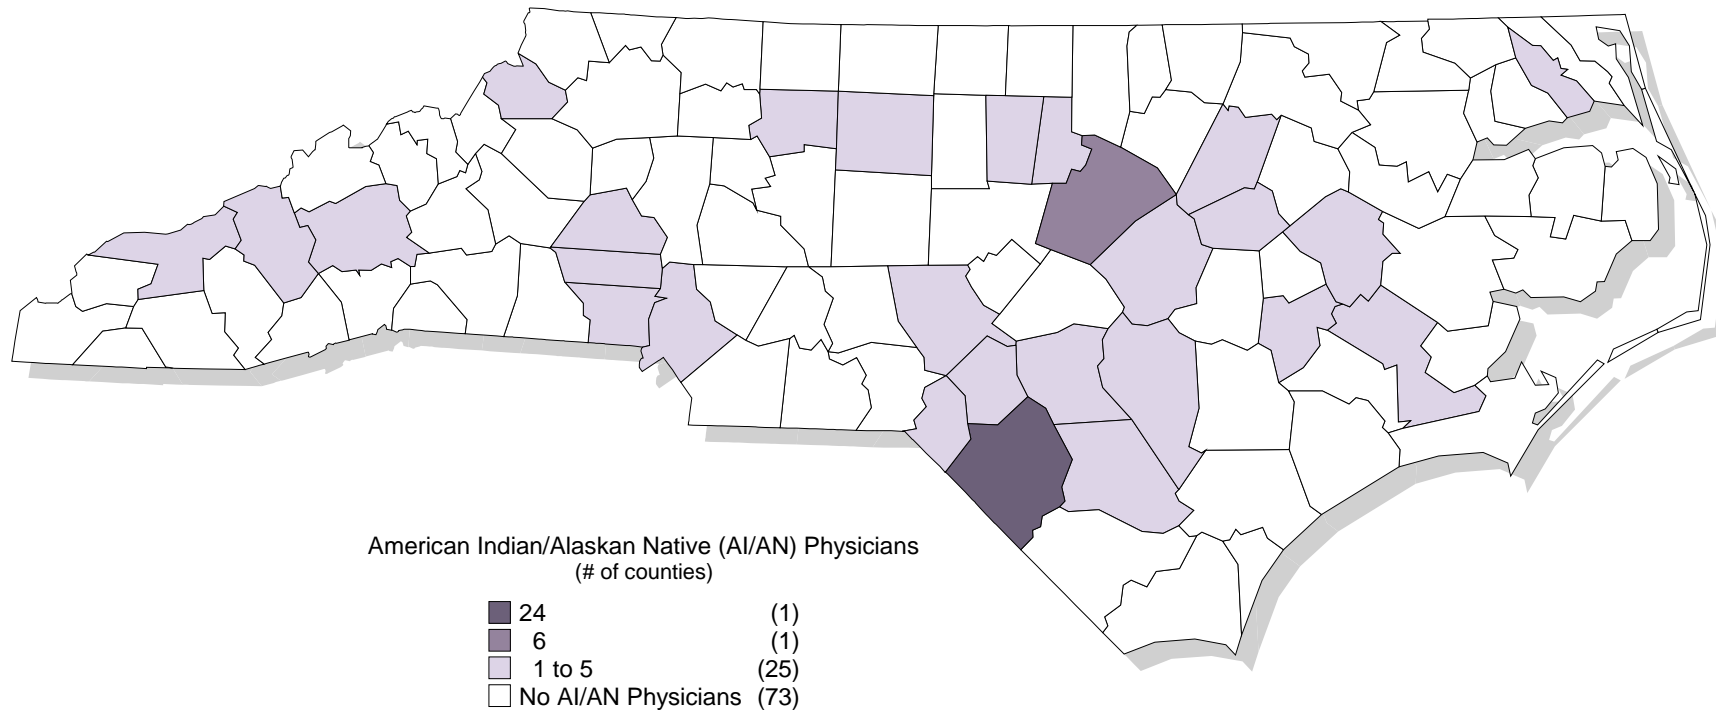 American Indian/Alaskan Native (AI/AN) Physicians
(# of counties)
24 (1)
6 (1)
1 to 5 (25)
No AI/AN Physicians (73)